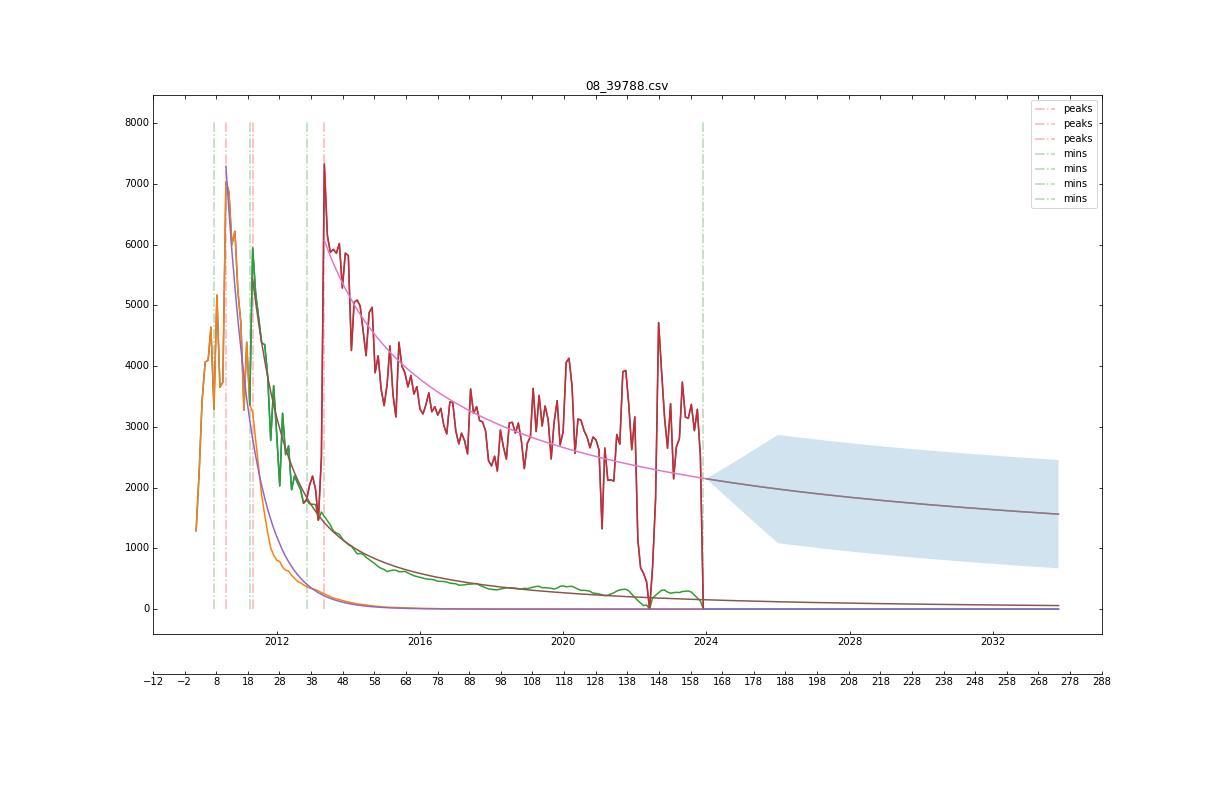 08_39788.csv
peaks
peaks
peaks
mins
mins
mins
mins
8000
7000
6000
5000
4000
3000
2000
1000
0
2012 2016 2020 2024 2028 2032
−12 −2 8 18 28 38 48 58 68 78 88 98 108 118 128 138 148 158 168 178 188 198 208 218 228 238 248 258 268 278 288